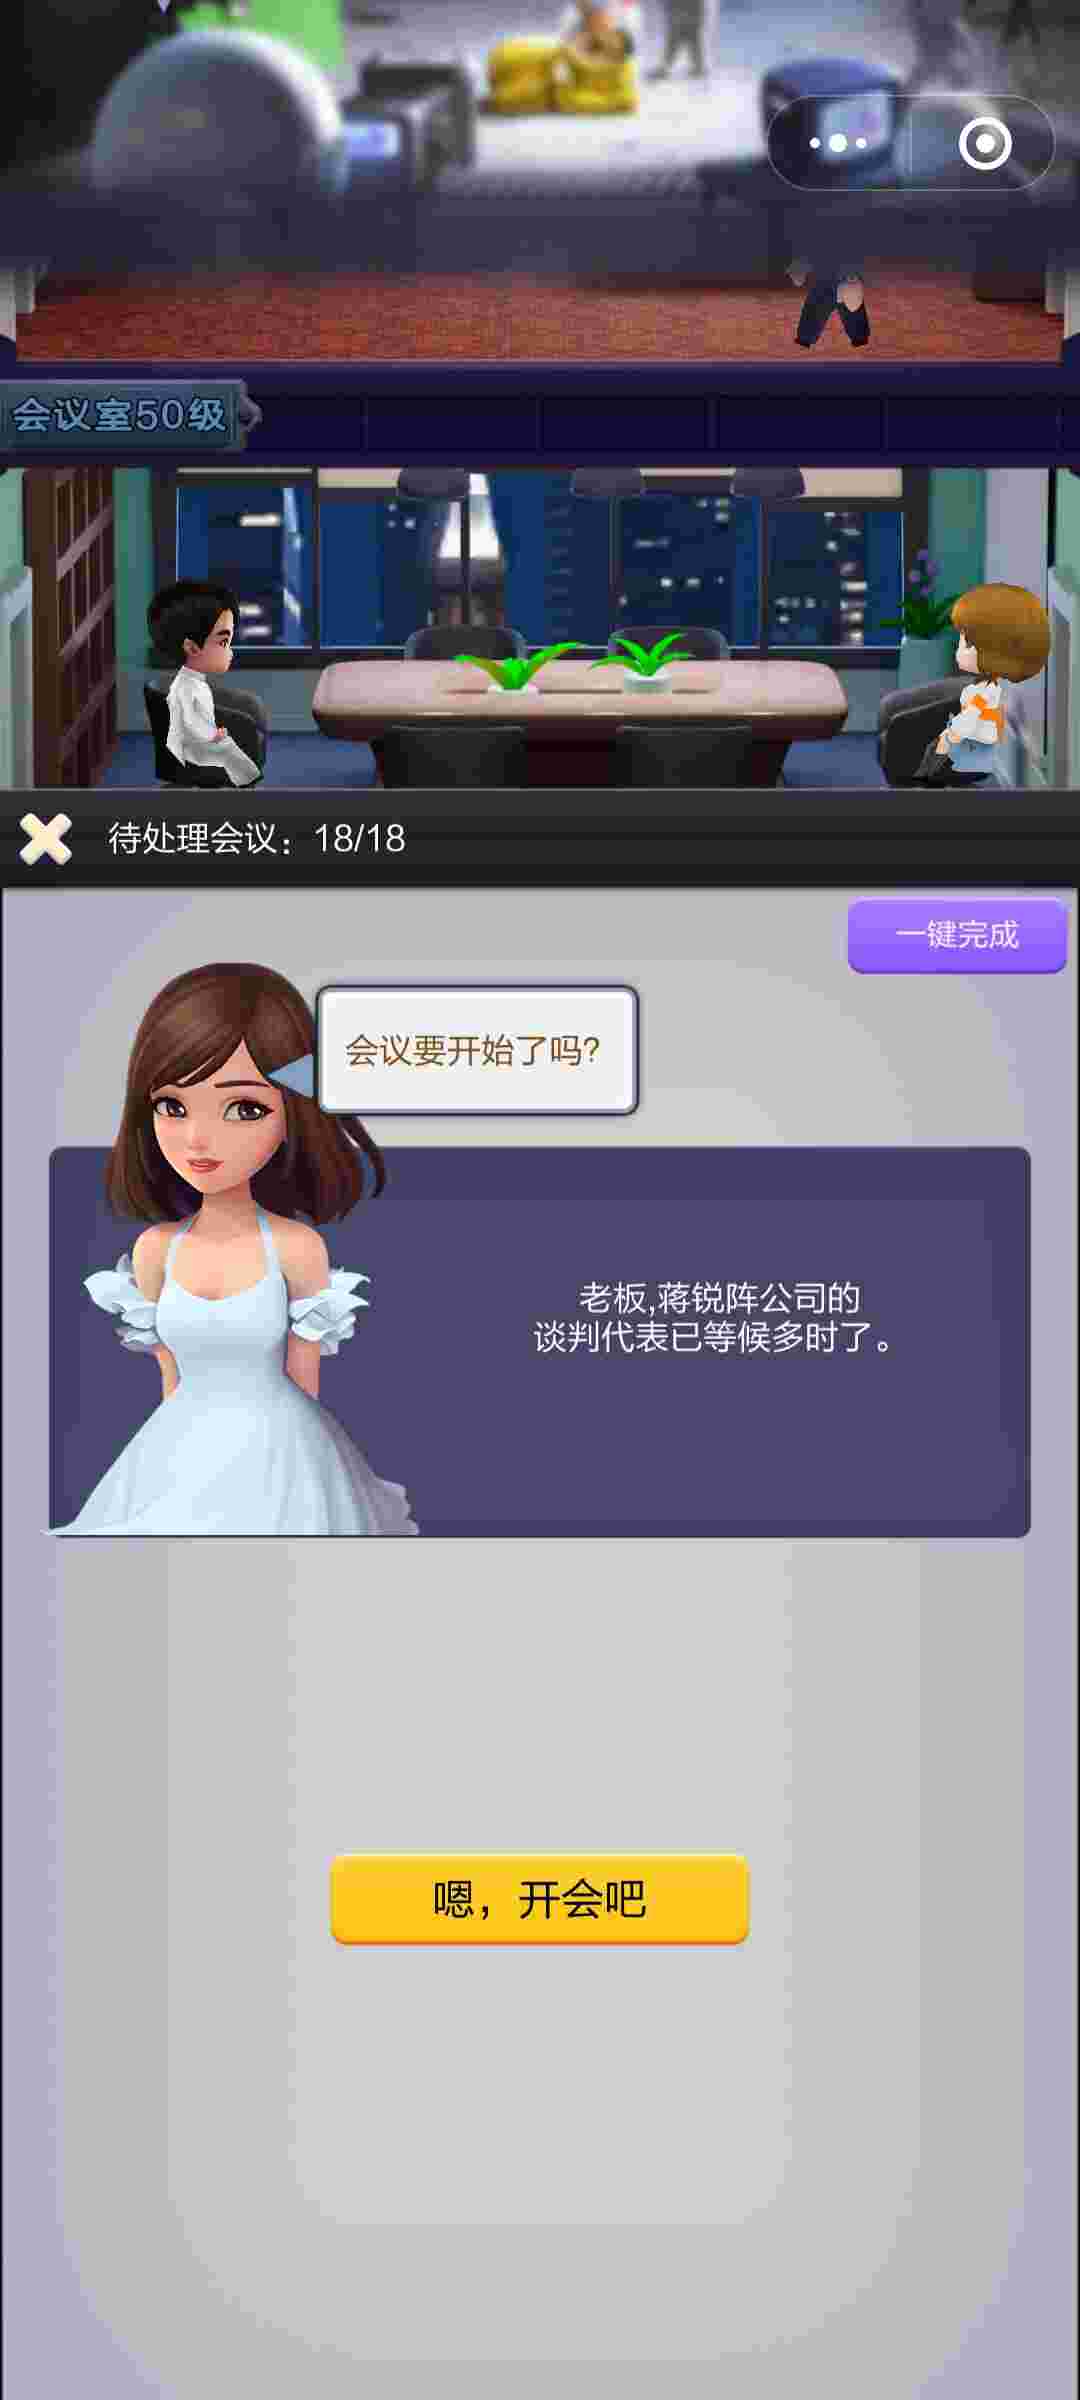 会议室50级
待处理会议：18/18
一键完成
会议要开始了吗?
老板,蒋锐阵公司的
谈判代表已等候多时了。
嗯，开会吧